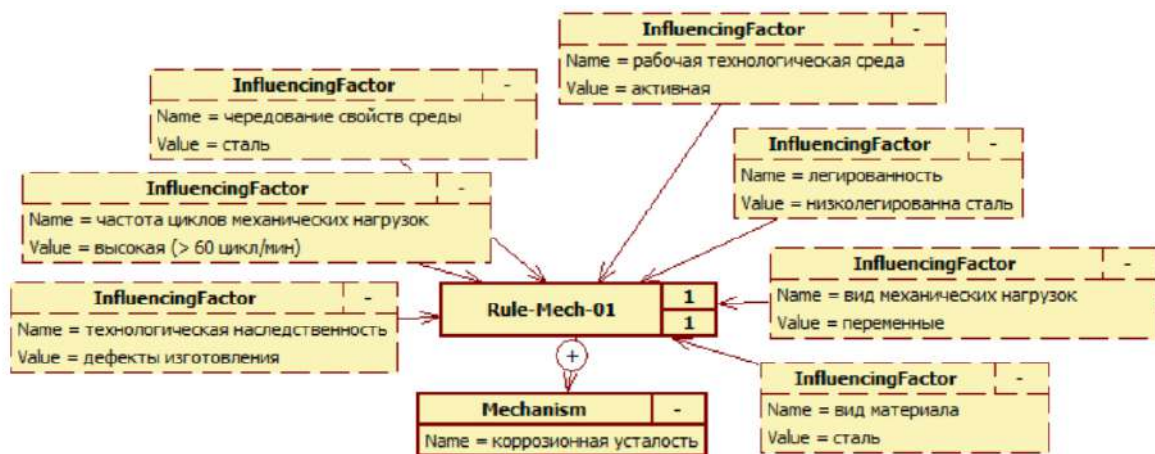 InfluencingFactor -
Name = рабочая технологическая среда
Value = активная
InfluencingFactor -
Name = чередование свойств среды
Value = сталь
InfluencingFactor -
Name = легированность
Value = низколегированна сталь
InfluencingFactor -
Name = частота циклов механических нагрузок
Value = высокая (> 60 цикл/мин)
InfluencingFactor -
Name = вид механических нагрузок
Value = переменные
InfluencingFactor -
Name = технологическая наследственность
Value = дефекты изготовления
Rule-Mech-01 1
1
+
InfluencingFactor -
Name = вид материала
Value = сталь
Mechanism -
Name = коррозионная усталость